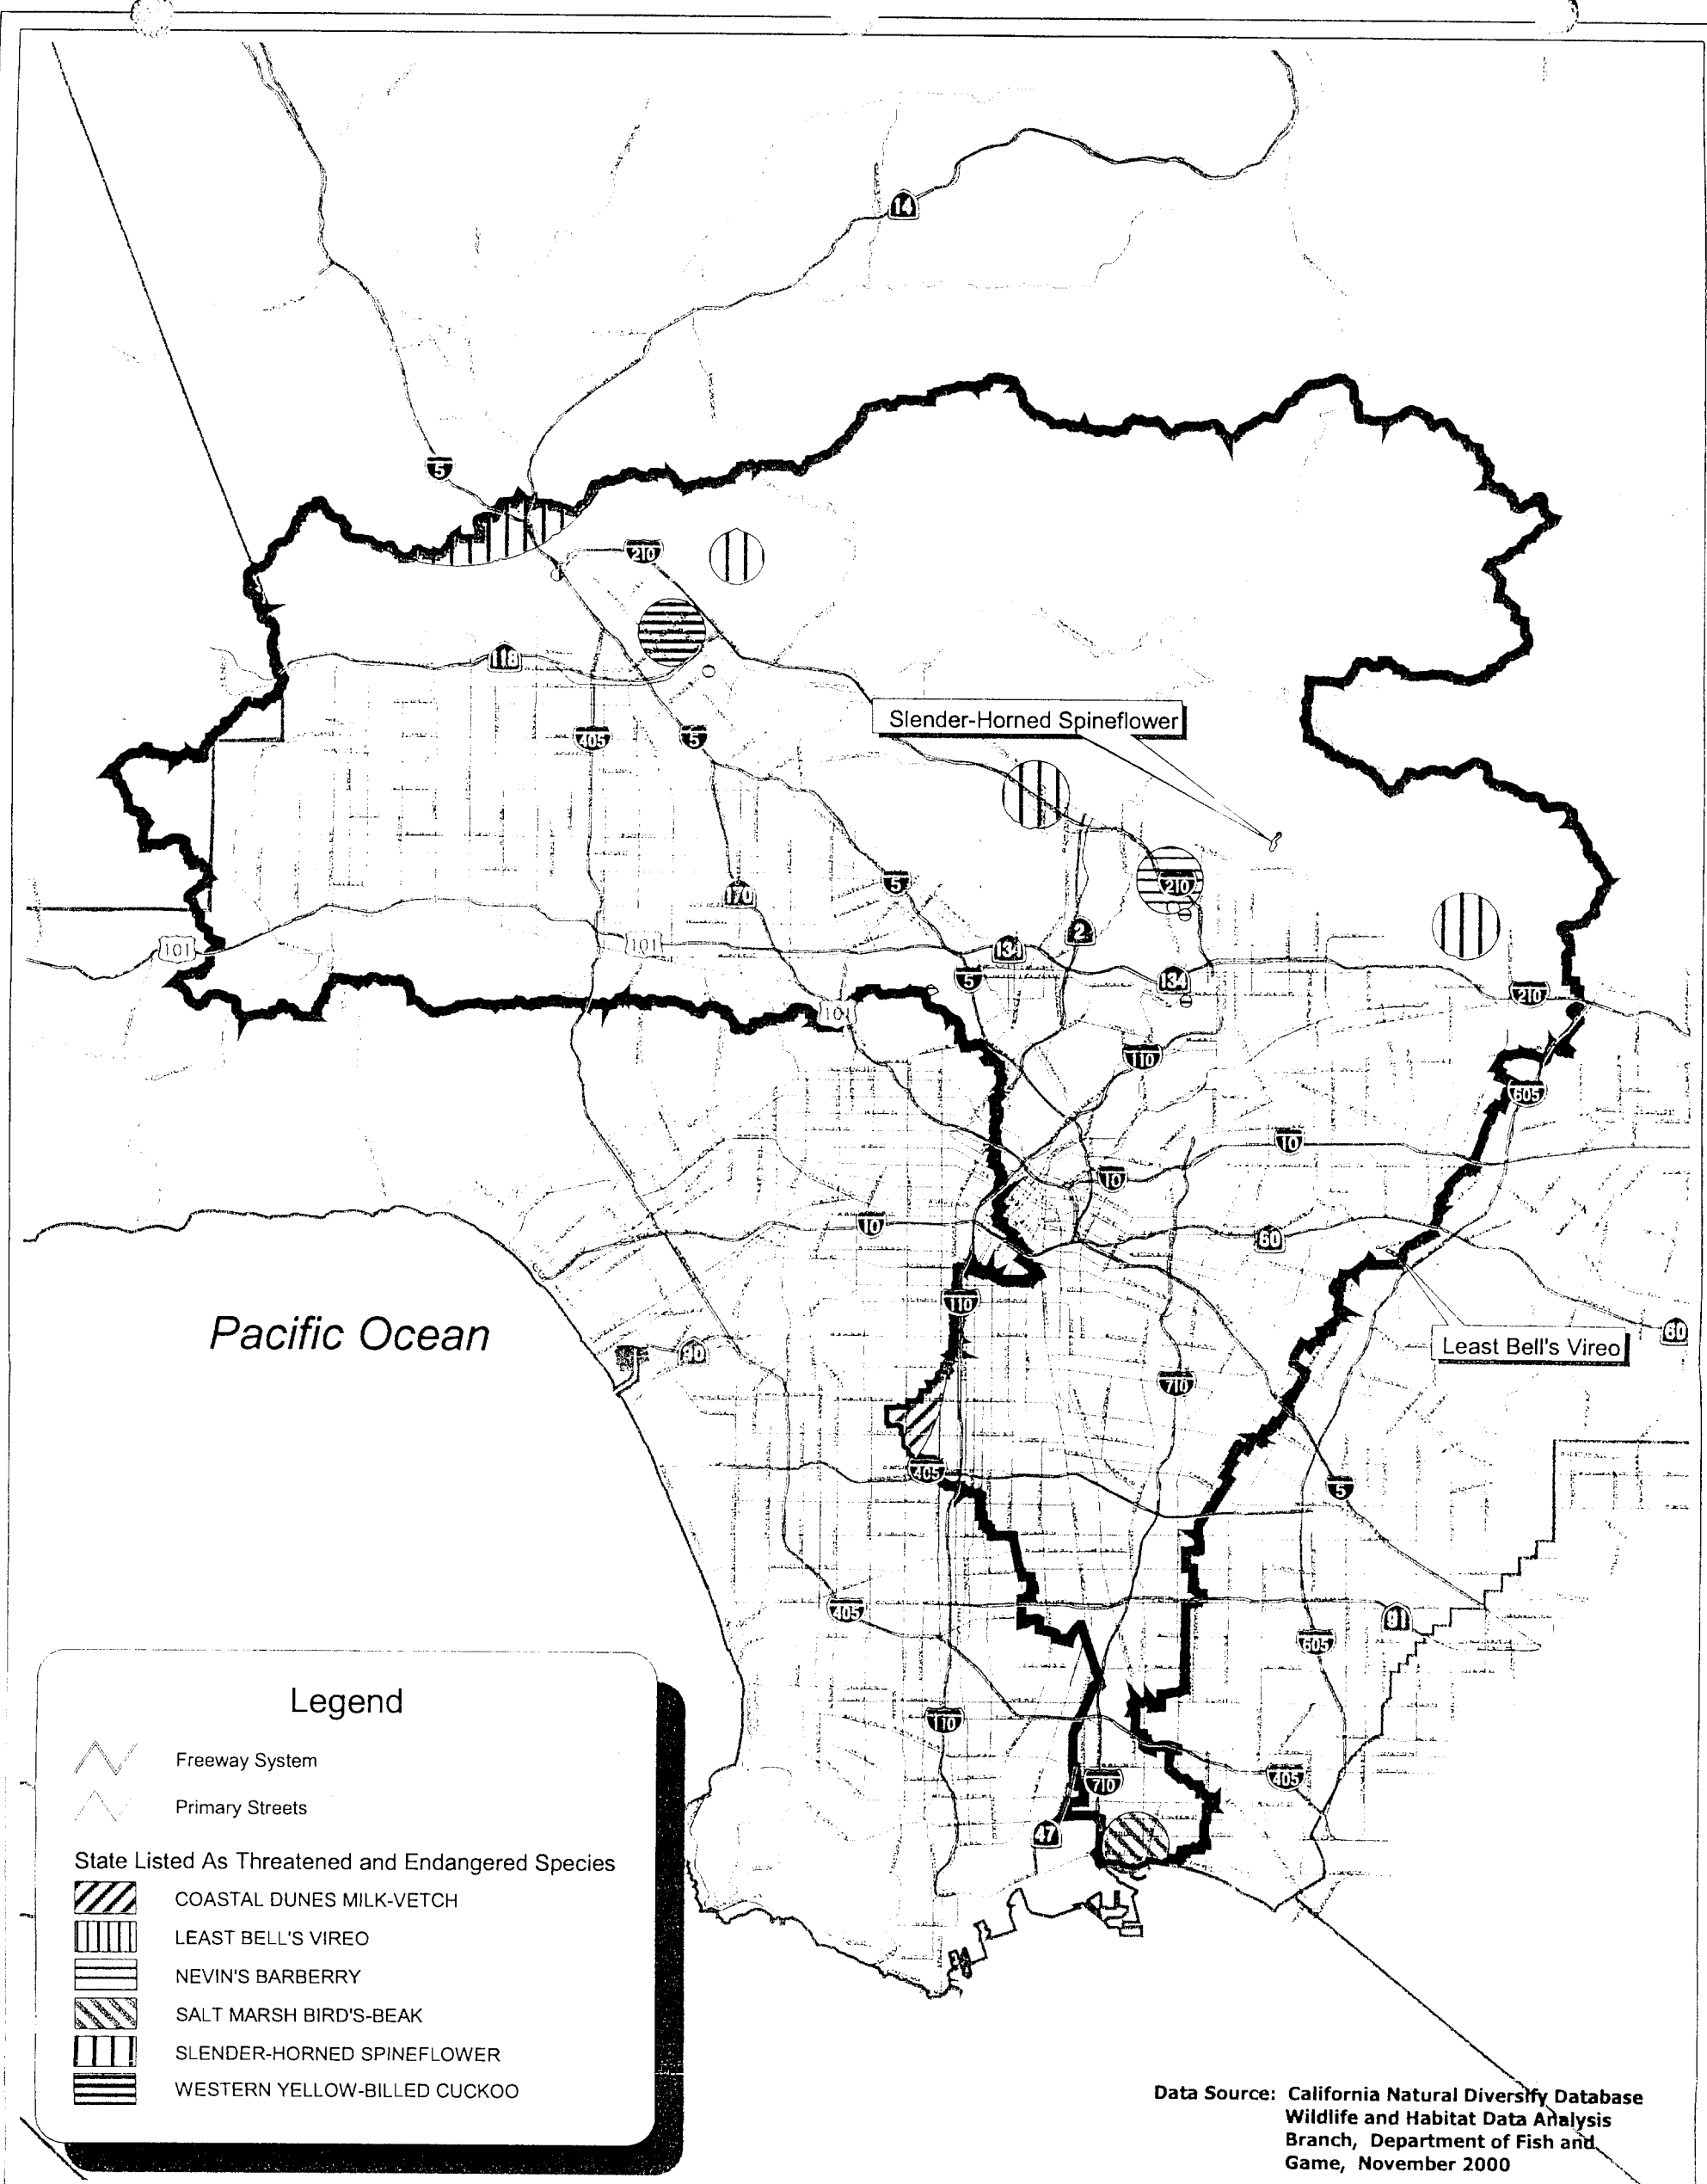 14
5
210
118
Slender-Horned Spineflower
405
5
170
5
210
2
101
101
134
5
134
210
101
110
605
10
10
10
60
110
Pacific Ocean
90
60
Least Bell's Vireo
710
405
5
405
91
605
110
710
405
47
Legend
Freeway System
Primary Streets
State Listed As Threatened and Endangered Species
COASTAL DUNES MILK-VETCH
LEAST BELL'S VIREO
NEVIN'S BARBERRY
SALT MARSH BIRD'S-BEAK
SLENDER-HORNED SPINEFLOWER
WESTERN YELLOW-BILLED CUCKOO
Data Source: California Natural Diversify Database
Wildlife and Habitat Data Analysis
Branch, Department of Fish and
Game, November 2000